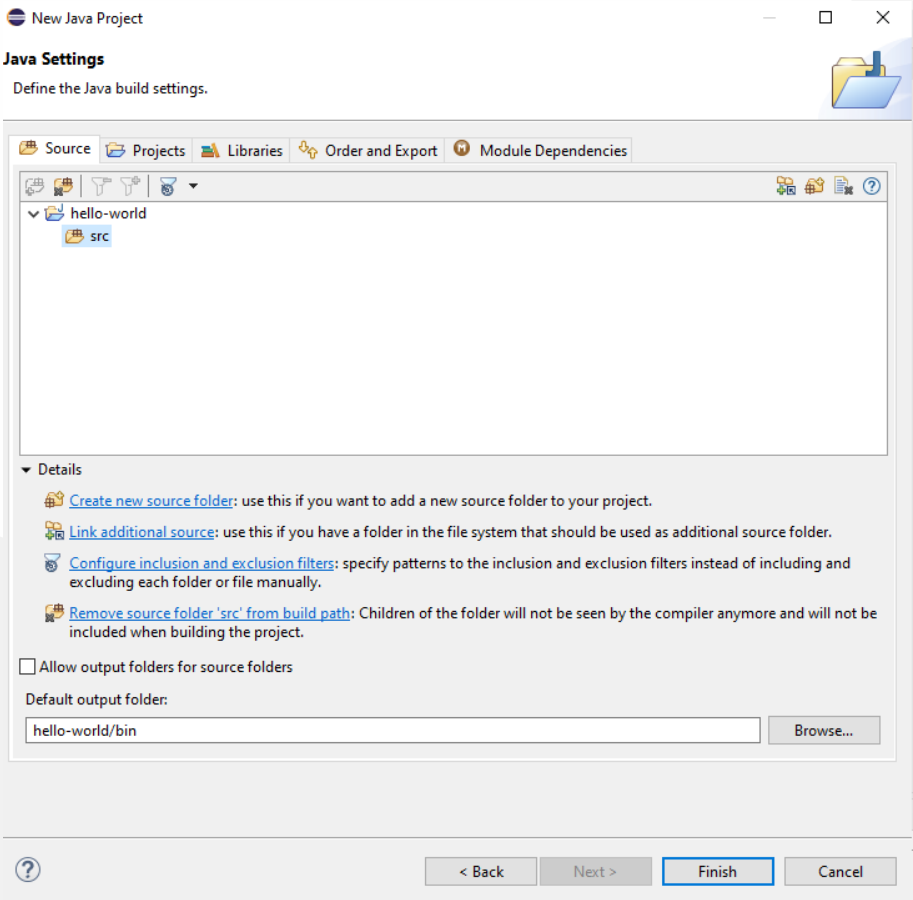 New Java Project
Java Settings
Define the Java build settings.
Source Projects Libraries Order and Export Module Dependencies
hello-world
src
Details
Create new source folder: use this if you want to add a new source folder to your project.
Link additional source: use this if you have a folder in the file system that should be used as additional source folder.
Configure inclusion and exclusion filters: specify patterns to the inclusion and exclusion filters instead of including and
excluding each folder or file manually.
Remove source folder 'src' from build path: Children of the folder will not be seen by the compiler anymore and will not be
included when building the project.
Allow output folders for source folders
Default output folder:
hello-world/bin Browse...
< Back Next > Finish Cancel